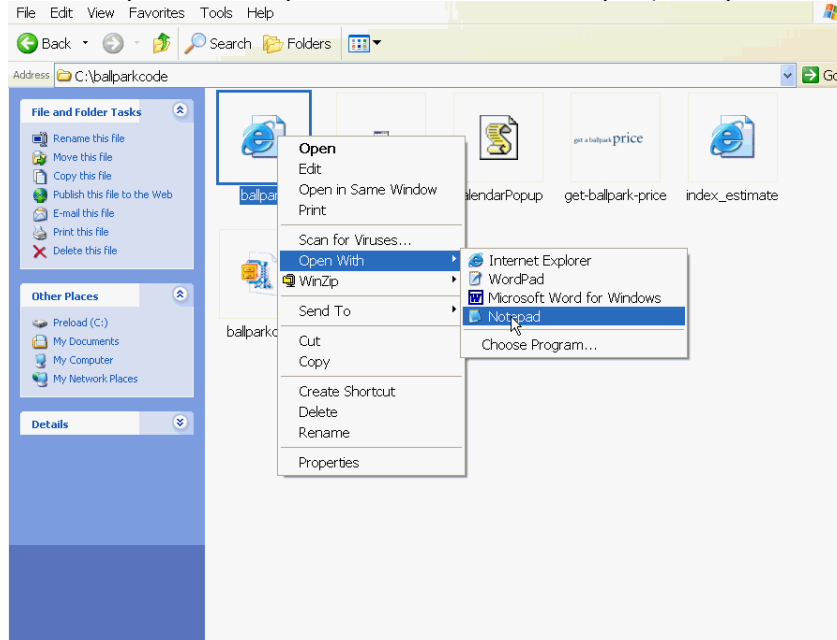 File Edit View Favorites Tools Help
Back Search Folders
Address C:\ballparkcode Go
File and Folder Tasks
Rename this file
Move this file
Copy this file
Publish this file to the Web
E-mail this file
Print this file
Delete this file
Other Places
Preload (C:)
My Documents
My Computer
My Network Places
Details
get a ballpark price
ballpar
alendarPopup
get-ballpark-price
index_estimate
ballparkc
Open
Edit
Open in Same Window
Print
Scan for Viruses...
Open With
WinZip
Send To
Cut
Copy
Create Shortcut
Delete
Rename
Properties
Internet Explorer
WordPad
Microsoft Word for Windows
Notepad
Choose Program...